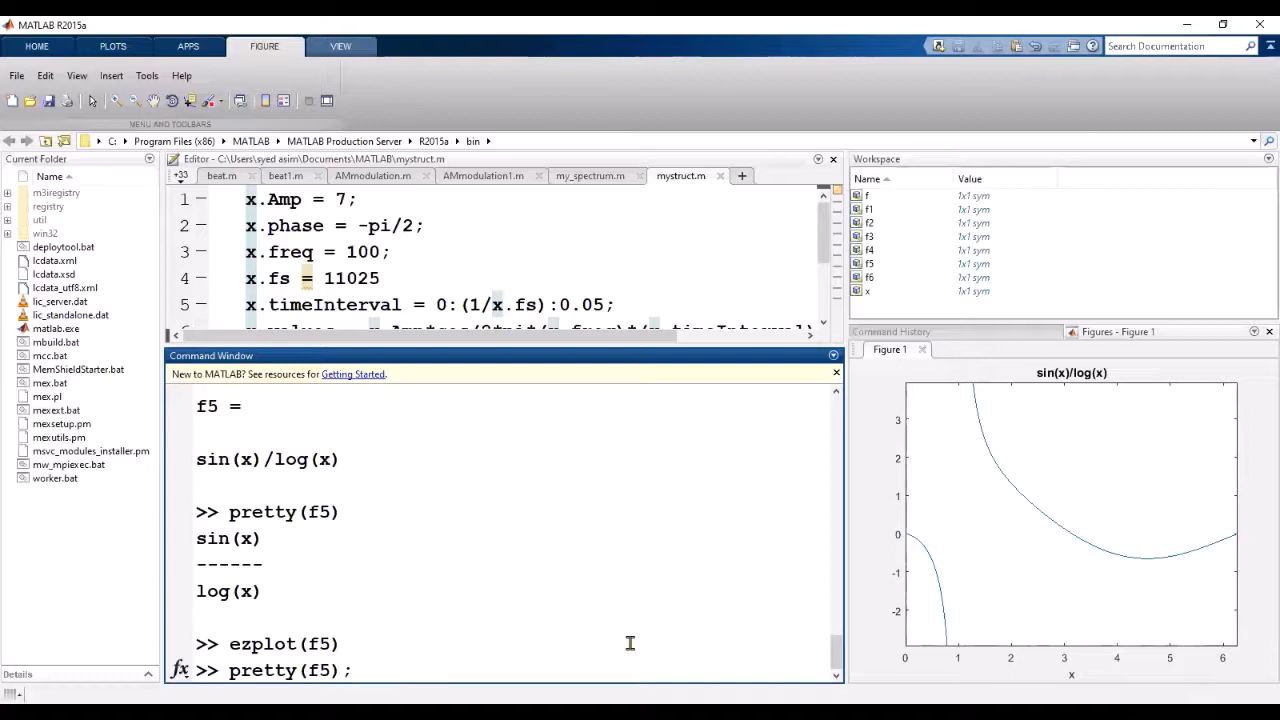 MATLAB R2015a
HOME PLOTS APPS FIGURE VIEW
Search Documentation
File Edit View Insert Tools Help
MENU AND TOOLBARS
C: Program Files (x86) MATLAB MATLAB Production Server R2015a bin
Current Folder
Name
m3iregistry
registry
util
win32
deploytool.bat
lcdata.xml
lcdata.xsd
lcdata_utf8.xml
lic_server.dat
lic_standalone.dat
matlab.exe
mbuild.bat
mcc.bat
MemShieldStarter.bat
mex.bat
mex.pl
mexext.bat
mexsetup.pm
mexutils.pm
msvc_modules_installer.pm
mw_mpiexec.bat
worker.bat
Details
Editor - C:\Users\syed asim\Documents\MATLAB\mystruct.m
+33 beat.m beat1.m AMmodulation.m AMmodulation1.m my_spectrum.m mystruct.m
1 x.Amp = 7;
2 x.phase = -pi/2;
3 x.freq = 100;
4 x.fs = 11025
5 x.timeInterval = 0:(1/x.fs):0.05;
Command Window
New to MATLAB? See resources for Getting Started.
f5 =
sin(x)/log(x)
>> pretty(f5)
sin(x)
------
log(x)
>> ezplot(f5)
fx >> pretty(f5);
Workspace
Name Value
f 1x1 sym
f1 1x1 sym
f2 1x1 sym
f3 1x1 sym
f4 1x1 sym
f5 1x1 sym
f6 1x1 sym
x 1x1 sym
Command History Figures - Figure 1
Figure 1
sin(x)/log(x)
3
2
1
0
-1
-2
0 1 2 3 4 5 6
x